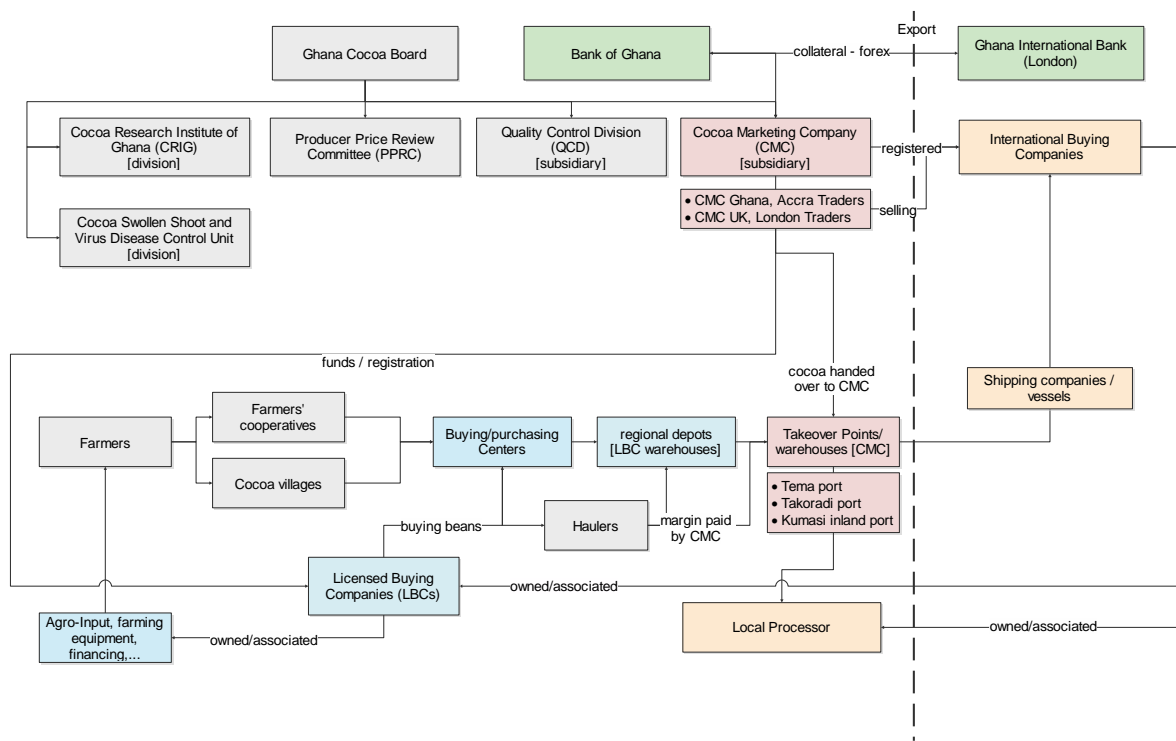 Export
Ghana Cocoa Board
Bank of Ghana
collateral - forex
Ghana International Bank
(London)
Cocoa Research Institute of
Ghana (CRIG)
[division]
Producer Price Review
Committee (PPRC)
Quality Control Division
(QCD)
[subsidiary]
Cocoa Marketing Company
(CMC)
[subsidiary]
registered
International Buying
Companies
• CMC Ghana, Accra Traders
• CMC UK, London Traders
selling
Cocoa Swollen Shoot and
Virus Disease Control Unit
[division]
funds / registration
cocoa handed
over to CMC
Shipping companies /
vessels
Farmers
Farmers'
cooperatives
Cocoa villages
Buying/purchasing
Centers
regional depots
[LBC warehouses]
Takeover Points/
warehouses [CMC]
• Tema port
• Takoradi port
• Kumasi inland port
buying beans
Haulers
margin paid
by CMC
Licensed Buying
Companies (LBCs)
owned/associated
Agro-Input, farming
equipment,
financing,...
owned/associated
Local Processor
owned/associated